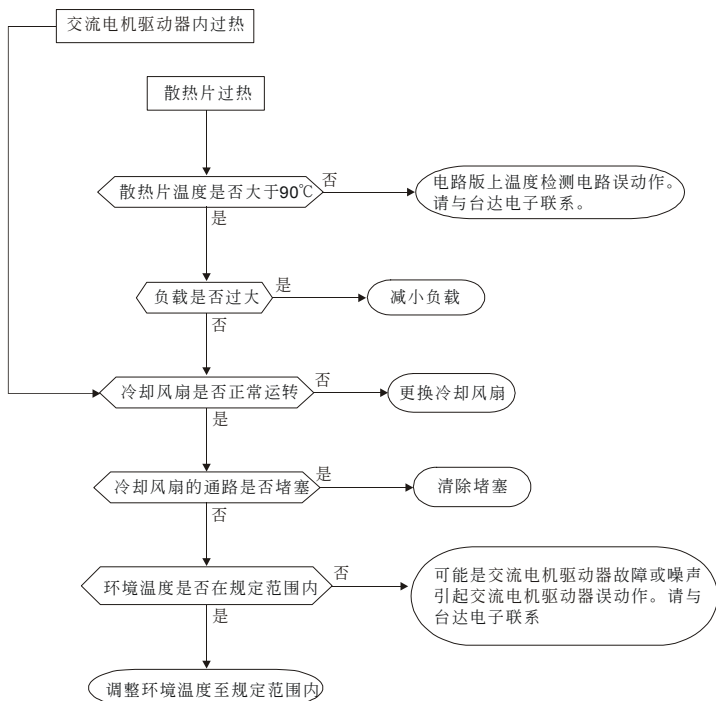 交流电机驱动器内过热
散热片过热
散热片温度是否大于90℃
否
电路版上温度检测电路误动作。
请与台达电子联系。
是
负载是否过大
是
减小负载
否
冷却风扇是否正常运转
否
更换冷却风扇
是
冷却风扇的通路是否堵塞
是
清除堵塞
否
环境温度是否在规定范围内
否
可能是交流电机驱动器故障或噪声
引起交流电机驱动器误动作。请与
台达电子联系
是
调整环境温度至规定范围内